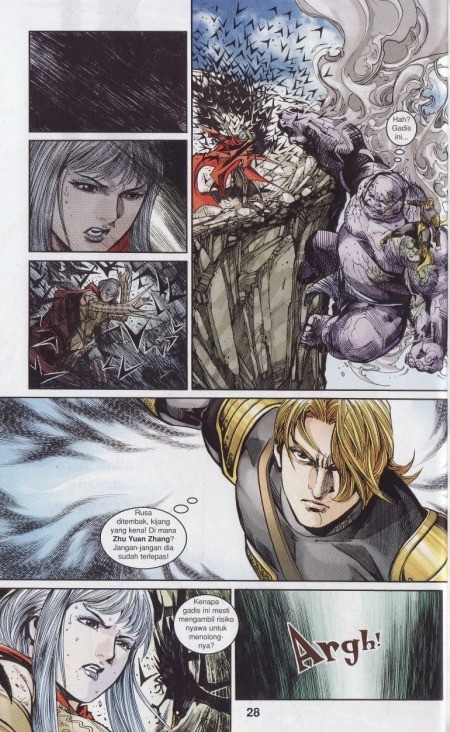 Hah?
Gadis
ini...
Rusa
ditembak, kijang
yang kena! Di mana
Zhu Yuan Zhang?
Jangan-jangan dia
sudah terlepas!
Kenapa
gadis ini mesti
mengambil risiko
nyawa untuk
menolong-
nya?
Argh!
28